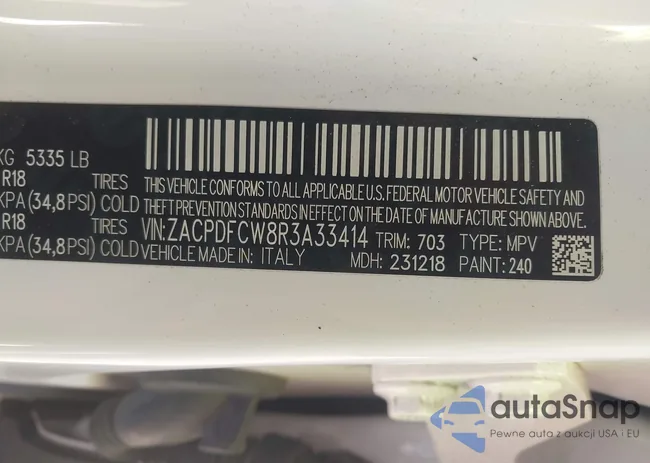 KG 5335 LB
R18 TIRES
KPA (34,8PSI) COLD
R18 TIRES
KPA (34,8 PSI) COLD
THIS VEHICLE CONFORMS TO ALL APPLICABLE U.S. FEDERAL MOTOR VEHICLE SAFETY AND
THEFT PREVENTION STANDARDS IN EFFECT ON THE DATE OF MANUFACTURE SHOWN ABOVE.
VIN:ZACPDFCW8R3A33414 TRIM: 703 TYPE: MPV
VEHICLE MADE IN: ITALY MDH: 231218 PAINT: 240
autaSnap
Pewne auta z aukcji USA i EU